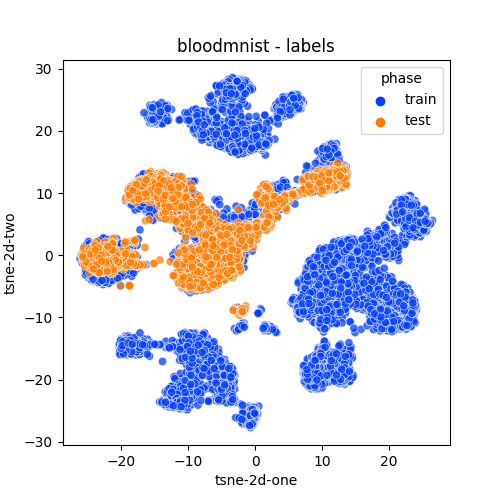 bloodmnist - labels
phase
train
test
30
20
10
0
−10
−20
−30
tsne-2d-two
−20
−10
0
10
20
tsne-2d-one